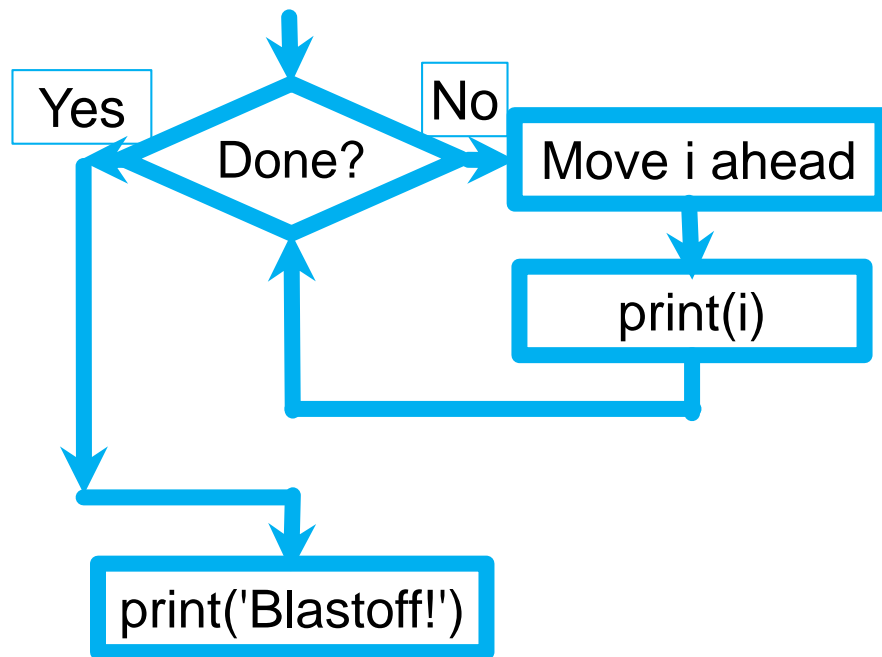 Yes
No
Done?
Move i ahead
print(i)
print('Blastoff!')